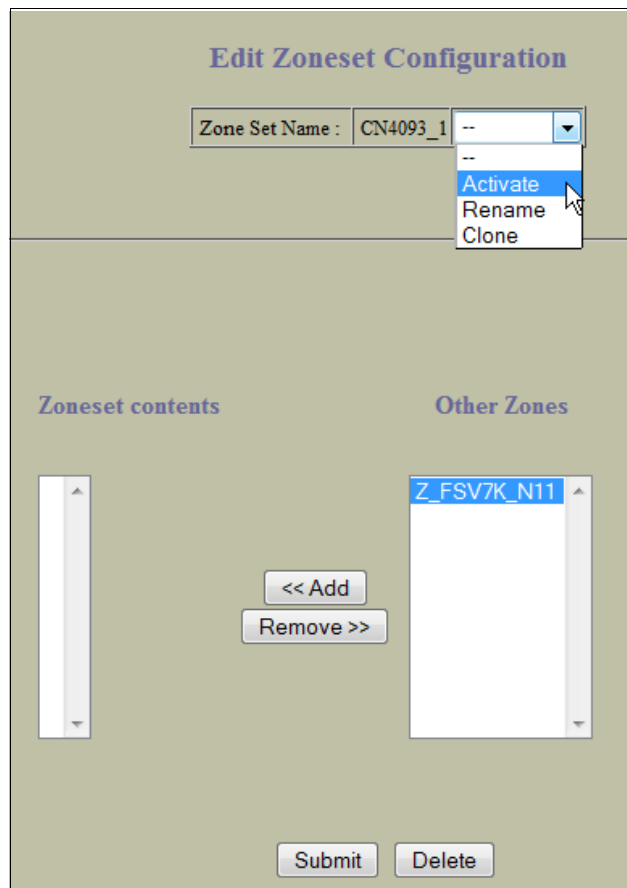 Edit Zoneset Configuration
Zone Set Name : CN4093_1 --
--
Activate
Rename
Clone
Zoneset contents Other Zones
Z_FSV7K_N11
<< Add
Remove >>
Submit Delete